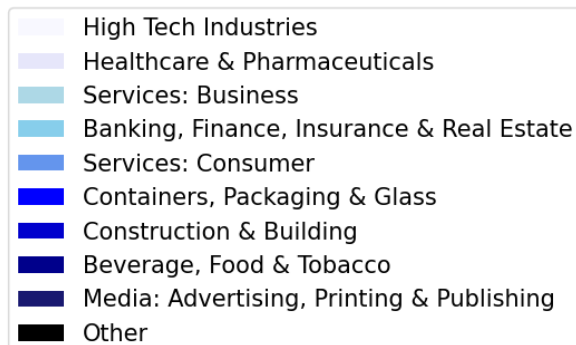 High Tech Industries
Healthcare & Pharmaceuticals
Services: Business
Banking, Finance, Insurance & Real Estate
Services: Consumer
Containers, Packaging & Glass
Construction & Building
Beverage, Food & Tobacco
Media: Advertising, Printing & Publishing
Other